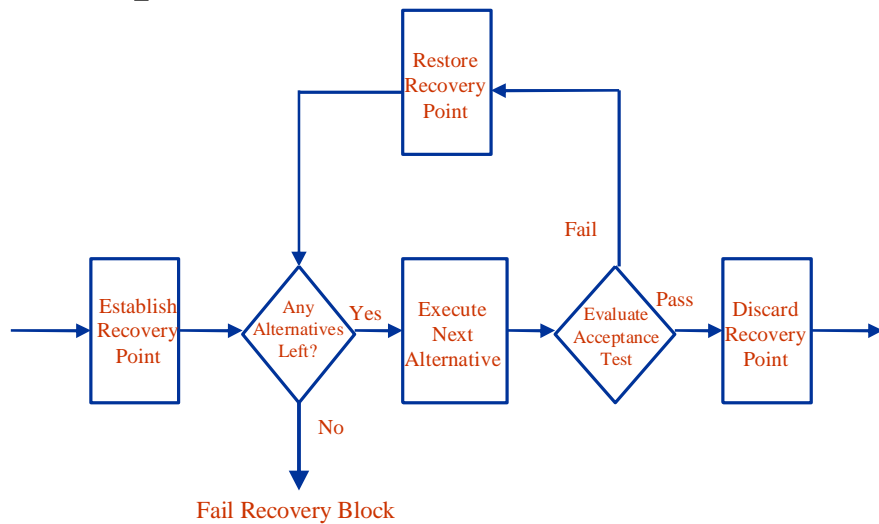 Restore
Recovery
Point
Fail
Establish
Recovery
Point
Any
Alternatives
Left?
Yes
Execute
Next
Alternative
Evaluate
Acceptance
Test
Pass
Discard
Recovery
Point
No
Fail Recovery Block